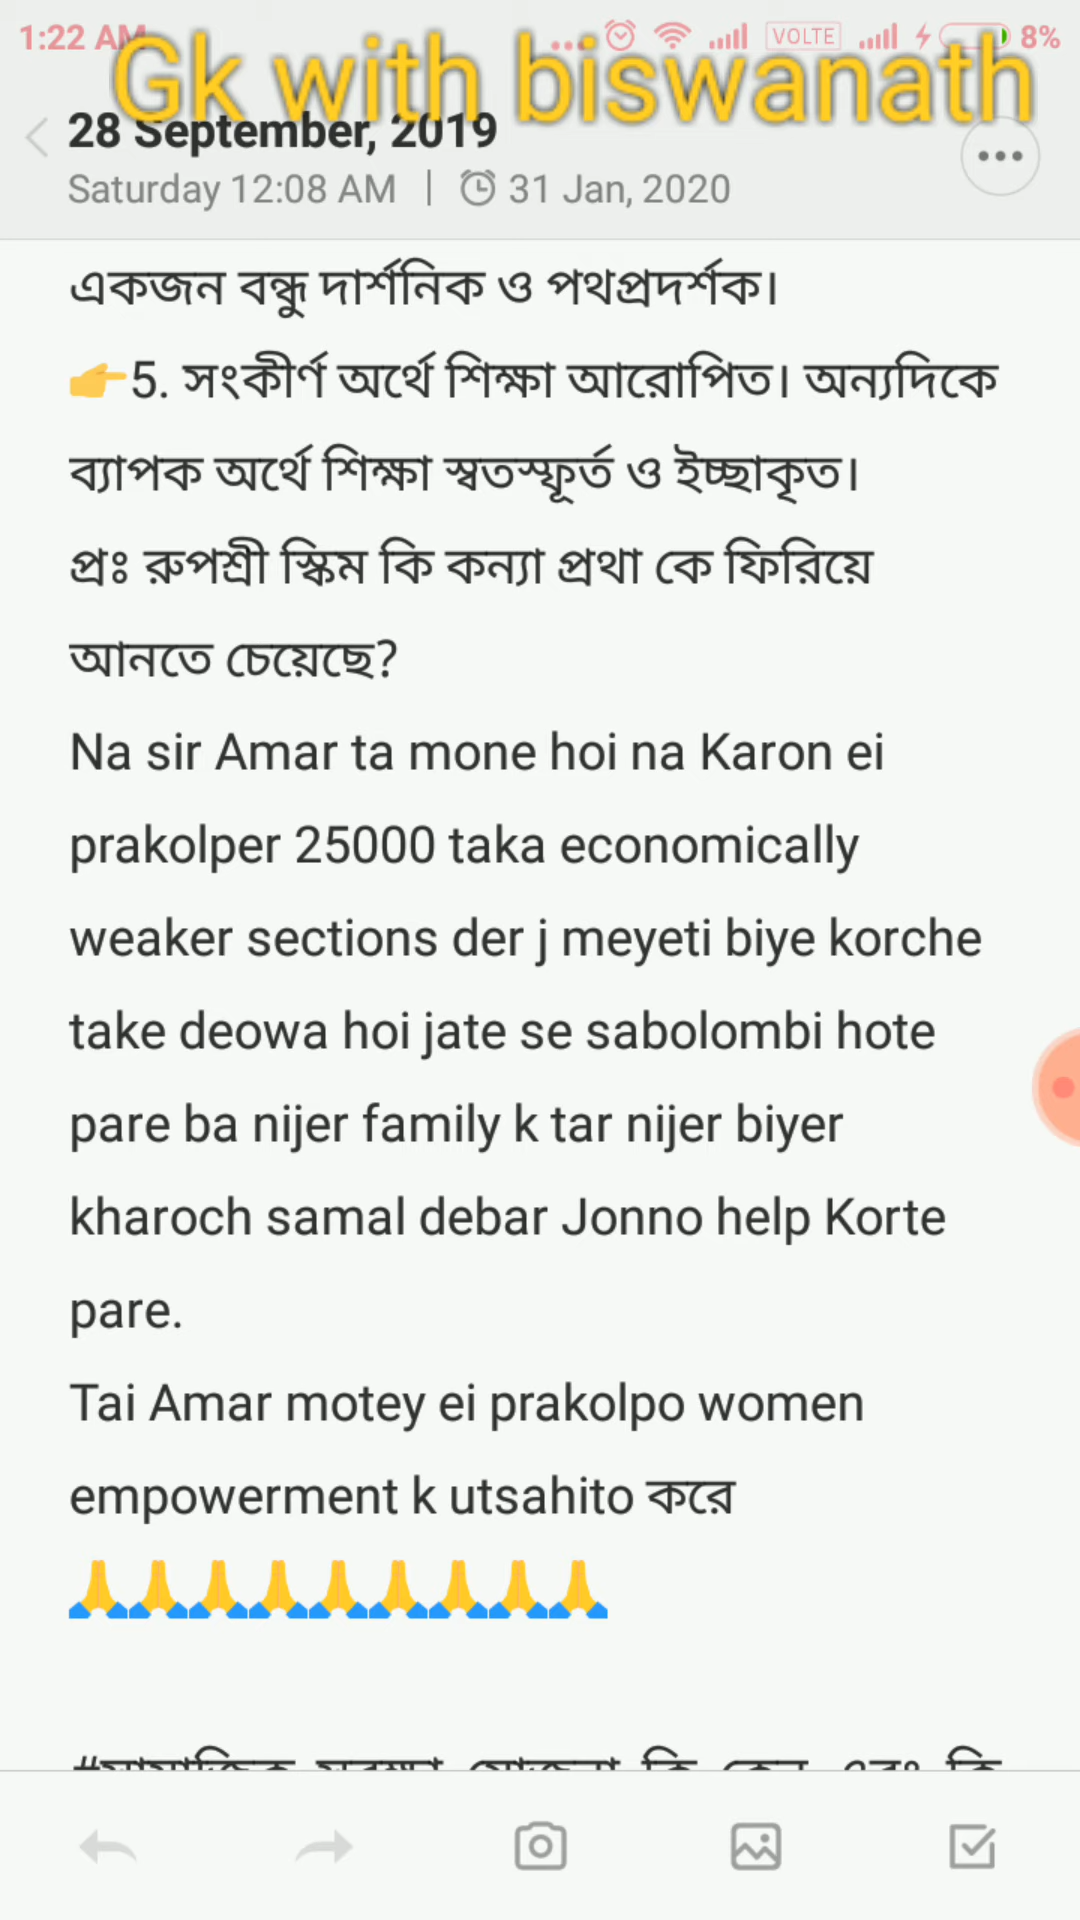 1:22 AM
VOLTE
8%
Gk with biswanath
28 September, 2019
Saturday 12:08 AM | 31 Jan, 2020
একজন বন্ধু দার্শনিক ও পথপ্রদর্শক।
👉5. সংকীর্ণ অর্থে শিক্ষা আরোপিত। অন্যদিকে
ব্যাপক অর্থে শিক্ষা স্বতস্ফূর্ত ও ইচ্ছাকৃত।
প্রঃ রুপশ্রী স্কিম কি কন্যা প্রথা কে ফিরিয়ে
আনতে চেয়েছে?
Na sir Amar ta mone hoi na Karon ei
prakolper 25000 taka economically
weaker sections der j meyeti biye korche
take deowa hoi jate se sabolombi hote
pare ba nijer family k tar nijer biyer
kharoch samal debar Jonno help Korte
pare.
Tai Amar motey ei prakolpo women
empowerment k utsahito করে
🙏🙏🙏🙏🙏🙏🙏🙏🙏